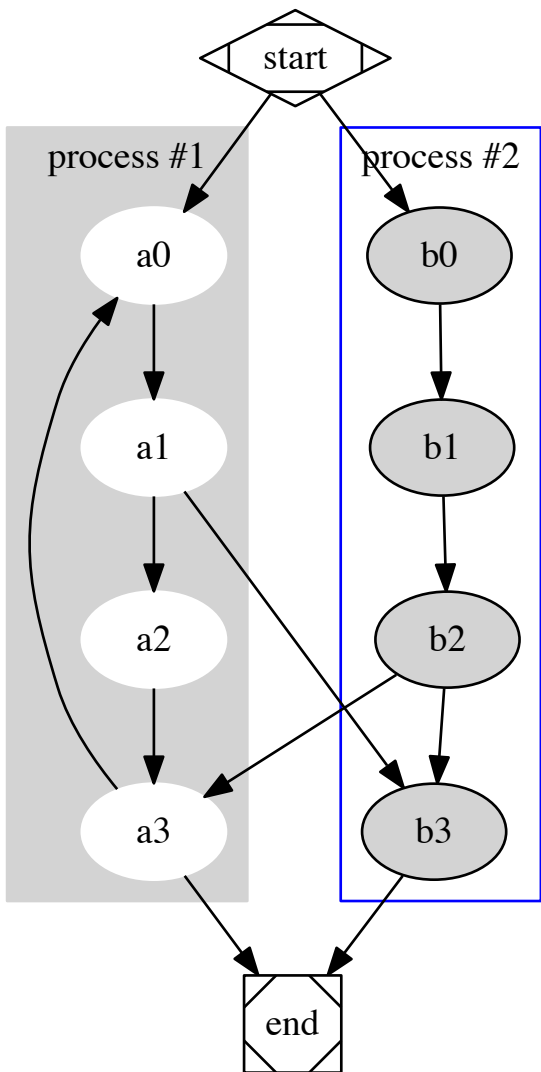 start
process #1
process #2
a0
b0
a1
b1
a2
b2
a3
b3
end